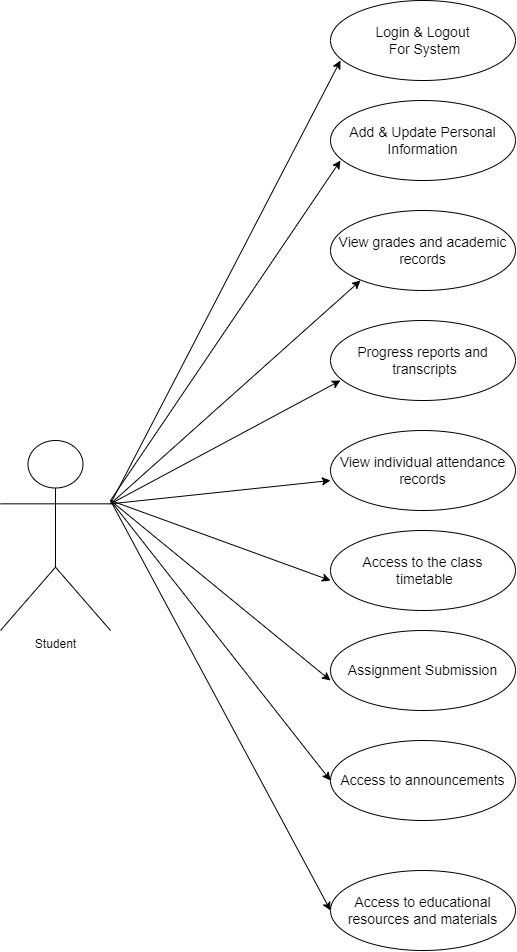 Login & Logout
For System
Add & Update Personal
Information
View grades and academic
records
Progress reports and
transcripts
View individual attendance
records
Access to the class
timetable
Student
Assignment Submission
Access to announcements
Access to educational
resources and materials